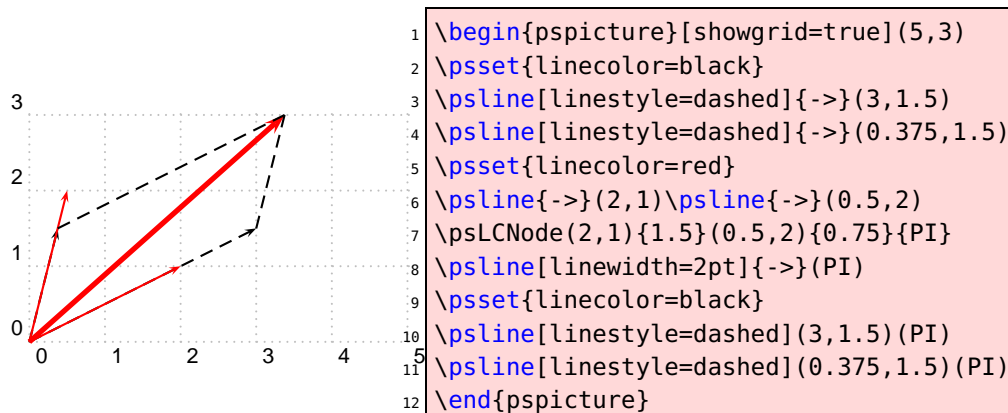 3
2
1
0
0 1 2 3 4 5
1 \begin{pspicture}[showgrid=true](5,3)
2 \psset{linecolor=black}
3 \psline[linestyle=dashed]{->}(3,1.5)
4 \psline[linestyle=dashed]{->}(0.375,1.5)
5 \psset{linecolor=red}
6 \psline{->}(2,1)\psline{->}(0.5,2)
7 \psLCNode(2,1){1.5}(0.5,2){0.75}{PI}
8 \psline[linewidth=2pt]{->}(PI)
9 \psset{linecolor=black}
10 \psline[linestyle=dashed](3,1.5)(PI)
11 \psline[linestyle=dashed](0.375,1.5)(PI)
12 \end{pspicture}